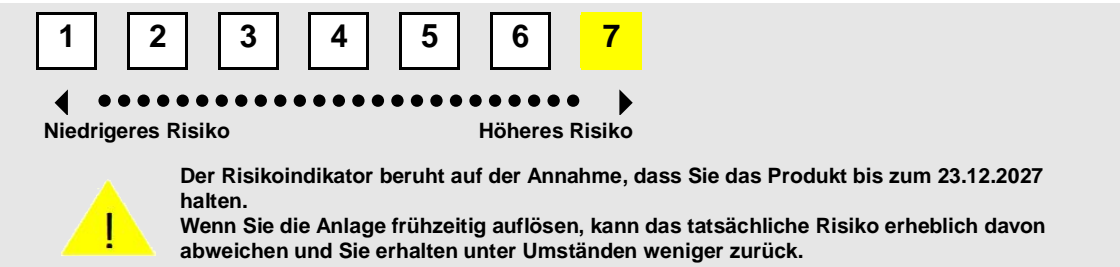 1 2 3 4 5 6 7
Niedrigeres Risiko Höheres Risiko
Der Risikoindikator beruht auf der Annahme, dass Sie das Produkt bis zum 23.12.2027
halten.
Wenn Sie die Anlage frühzeitig auflösen, kann das tatsächliche Risiko erheblich davon
abweichen und Sie erhalten unter Umständen weniger zurück.
!